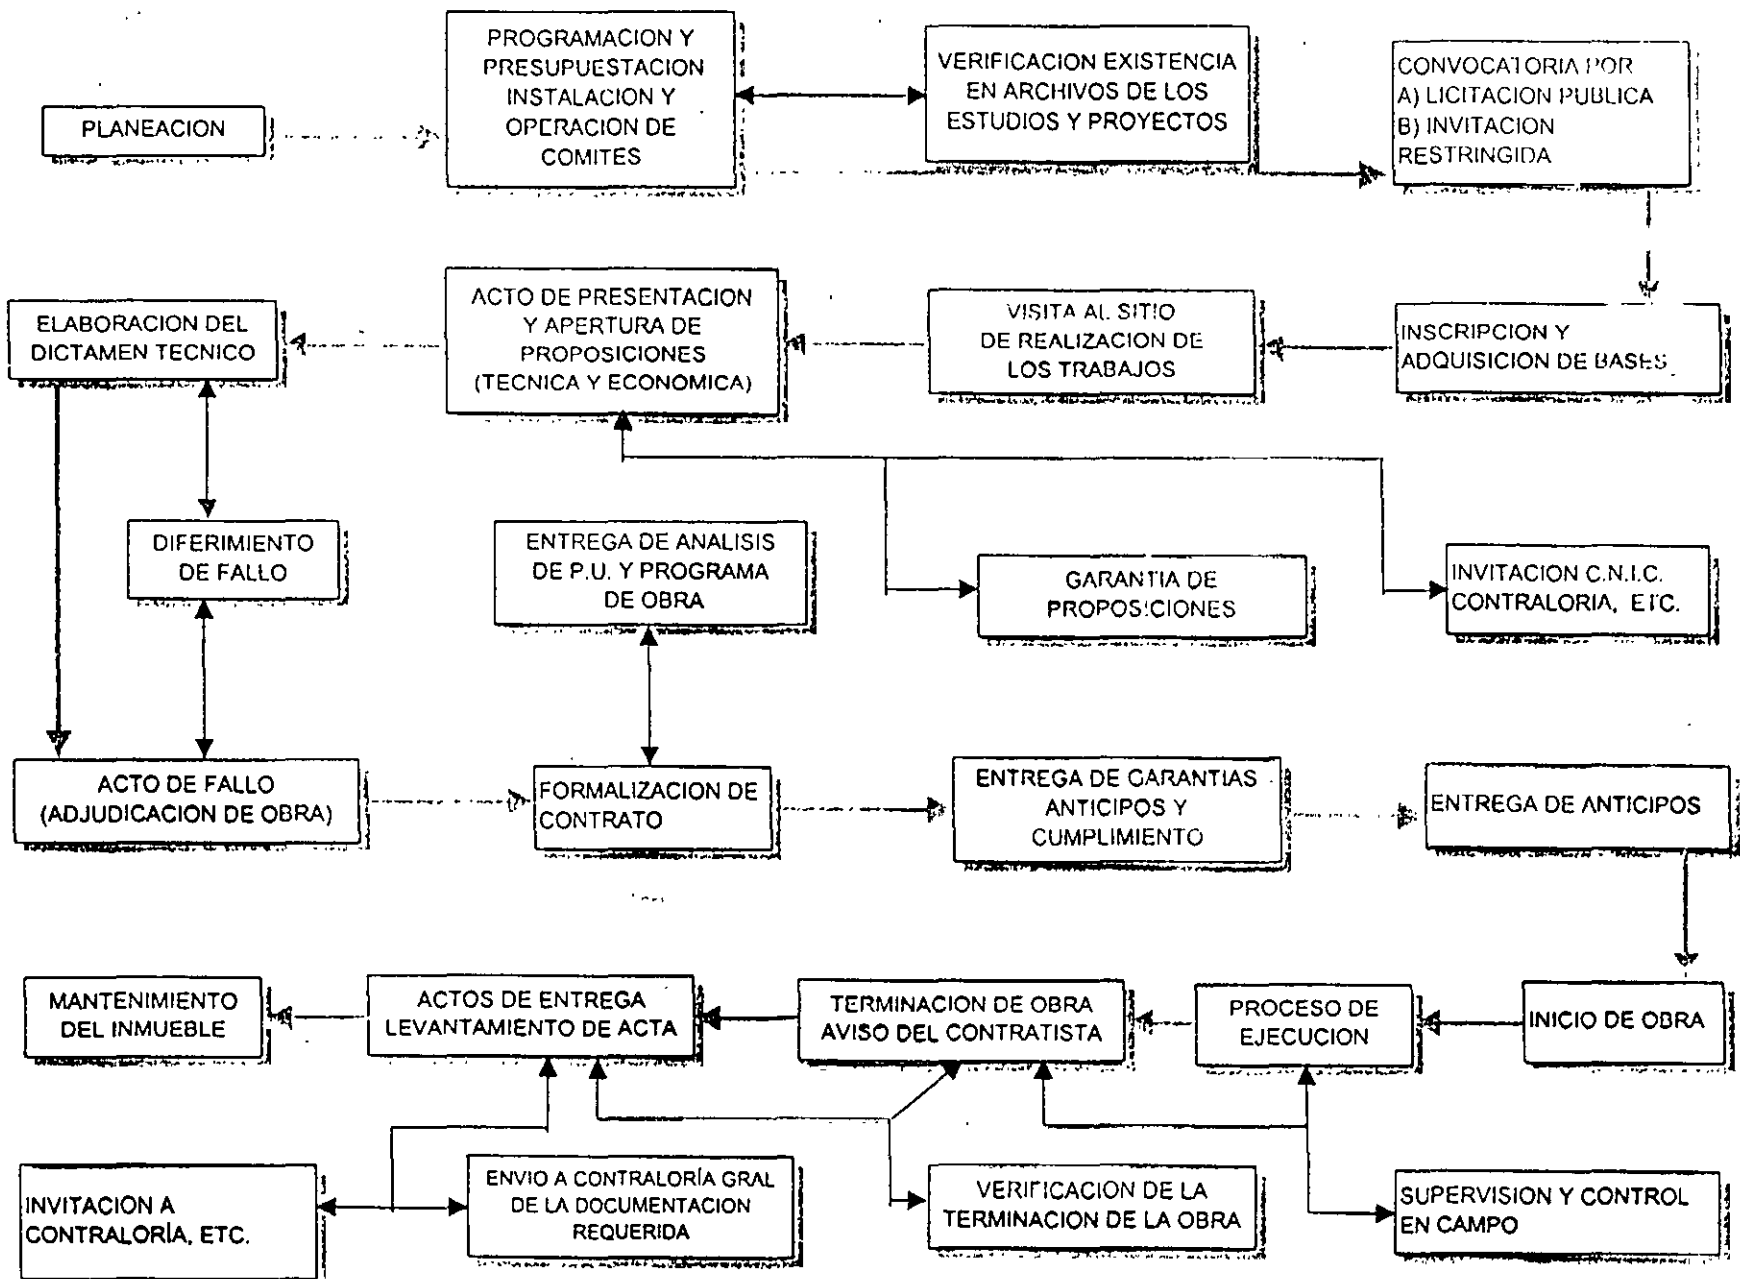 PLANEACION
PROGRAMACION Y
PRESUPUESTACION
INSTALACION Y
OPERACION DE
COMITES
VERIFICACION EXISTENCIA
EN ARCHIVOS DE LOS
ESTUDIOS Y PROYECTOS
CONVOCATORIA POR
A) LICITACION PUBLICA
B) INVITACION
RESTRINGIDA
ELABORACION DEL
DICTAMEN TECNICO
ACTO DE PRESENTACION
Y APERTURA DE
PROPOSICIONES
(TECNICA Y ECONOMICA)
VISITA AL SITIO
DE REALIZACION DE
LOS TRABAJOS
INSCRIPCION Y
ADQUISICION DE BASES
DIFERIMIENTO
DE FALLO
ENTREGA DE ANALISIS
DE P.U. Y PROGRAMA
DE OBRA
GARANTIA DE
PROPOSICIONES
INVITACION C.N.I.C.
CONTRALORIA, ETC.
ACTO DE FALLO
(ADJUDICACION DE OBRA)
FORMALIZACION DE
CONTRATO
ENTREGA DE GARANTIAS
ANTICIPOS Y
CUMPLIMIENTO
ENTREGA DE ANTICIPOS
MANTENIMIENTO
DEL INMUEBLE
ACTOS DE ENTREGA
LEVANTAMIENTO DE ACTA
TERMINACION DE OBRA
AVISO DEL CONTRATISTA
PROCESO DE
EJECUCION
INICIO DE OBRA
INVITACION A
CONTRALORÍA, ETC.
ENVIO A CONTRALORÍA GRAL
DE LA DOCUMENTACION
REQUERIDA
VERIFICACION DE LA
TERMINACION DE LA OBRA
SUPERVISION Y CONTROL
EN CAMPO